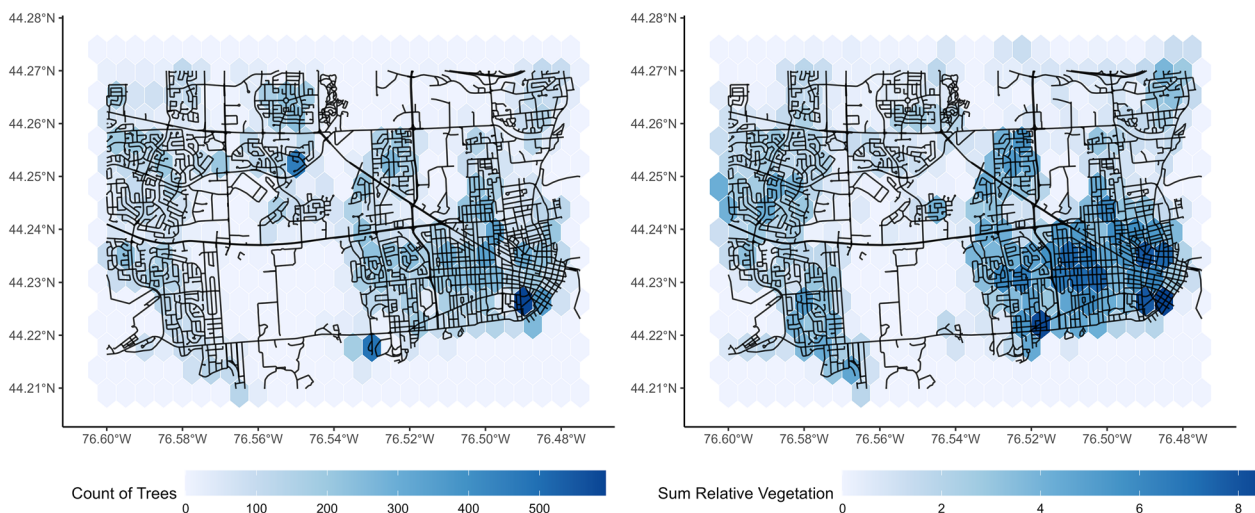 44.28°N
44.27°N
44.26°N
44.25°N
44.24°N
44.23°N
44.22°N
44.21°N
76.60°W 76.58°W 76.56°W 76.54°W 76.52°W 76.50°W 76.48°W
Count of Trees
0 100 200 300 400 500
44.28°N
44.27°N
44.26°N
44.25°N
44.24°N
44.23°N
44.22°N
44.21°N
76.60°W 76.58°W 76.56°W 76.54°W 76.52°W 76.50°W 76.48°W
Sum Relative Vegetation
0 2 4 6 8